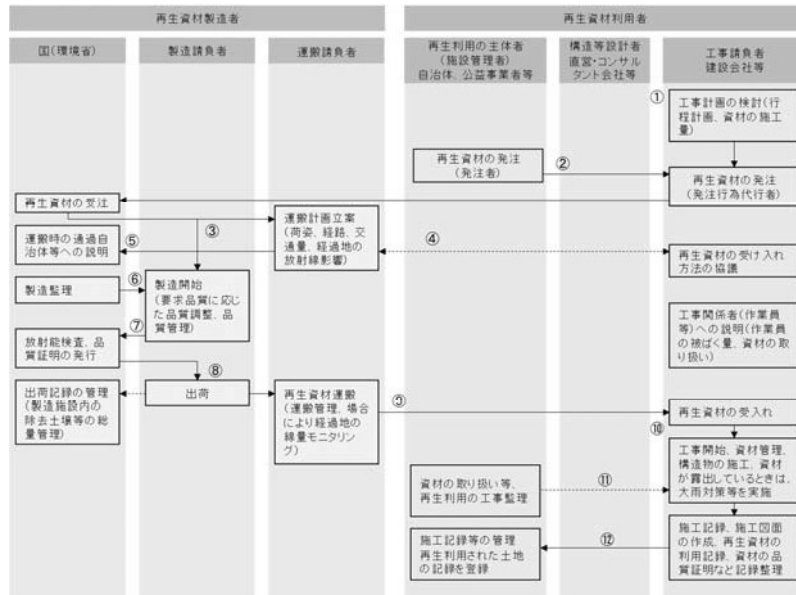 再生資材製造者
再生資材利用者
国(環境省)
製造請負者
運搬請負者
再生利用の主体者
(施設管理者)
自治体、公益事業者等
構造等設計者
直営・コンサル
タント会社等
工事請負者
建設会社等
①
工事計画の検討(行
程計画、資材の施工
量)
再生資材の発注
(発注者)
②
再生資材の発注
(発注行為代行者)
再生資材の受注
③
運搬計画立案
(荷姿、経路、交
通量、経過地の
放射線影響)
運搬時の通過自
治体等への説明
⑤
④
再生資材の受け入れ
方法の協議
製造監理
⑥
製造開始
(要求品質に応じ
た品質調整、品
質管理)
⑦
工事関係者(作業員
等)への説明(作業員
の被ばく量、資材の取
り扱い)
放射能検査、品
質証明の発行
⑧
出荷記録の管理
(製造施設内の
除去土壌等の総
量管理)
出荷
再生資材運搬
(運搬管理、場合
により経過地の
線量モニタリン
グ)
⑨
再生資材の受入れ
⑩
工事開始、資材管理、
構造物の施工、資材
が露出しているときは、
大雨対策等を実施
資材の取り扱い等、
再生利用の工事監理
⑪
施工記録等の管理
再生利用された土地
の記録を登録
⑫
施工記録、施工図面
の作成、再生資材の
利用記録、資材の品
質証明など記録整理